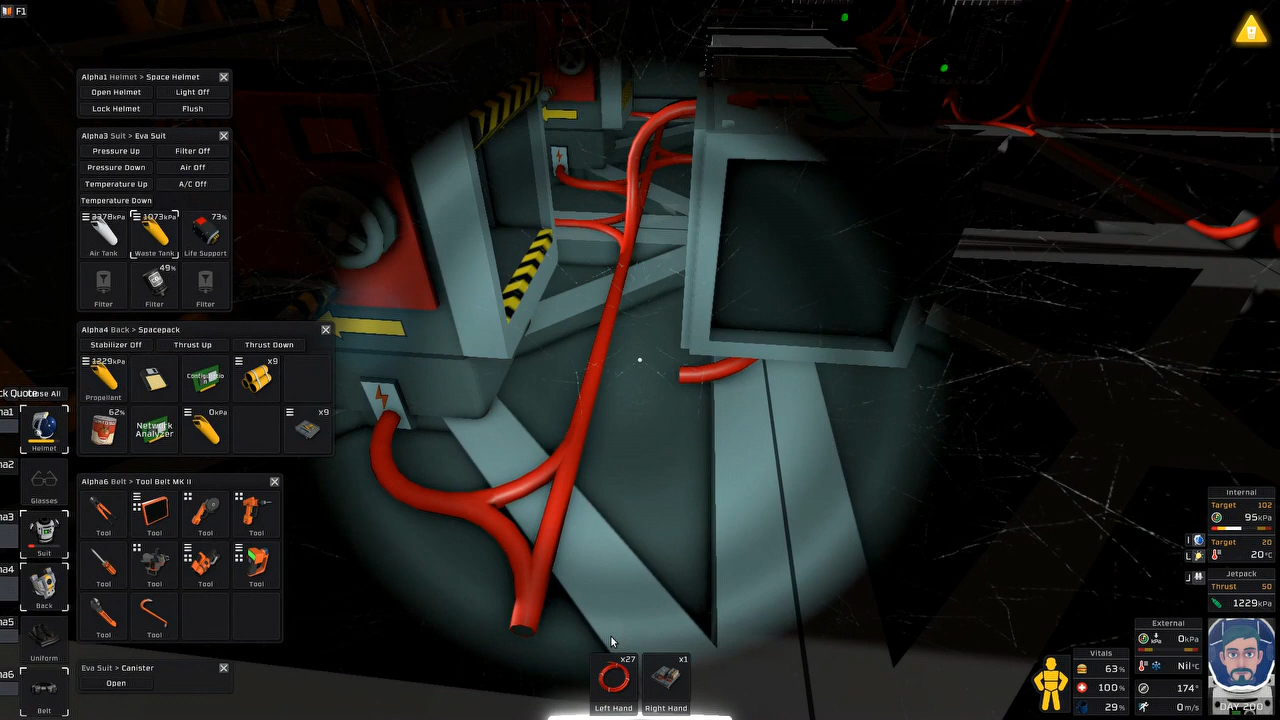 F1
Alpha1 Helmet > Space Helmet
Open Helmet Light Off
Lock Helmet Flush
Alpha3 Suit > Eva Suit
Pressure Up Filter Off
Pressure Down Air Off
Temperature Up A/C Off
Temperature Down
3378kPa 1073kPa 73%
Air Tank Waste Tank Life Support
49%
Filter Filter Filter
Alpha4 Back > Spacepack
Stabilizer Off Thrust Up Thrust Down
1229kPa x9
Propellant
62% Network Analyzer 0kPa x9
Alpha6 Belt > Tool Belt MK II
Tool Tool Tool Tool
Tool Tool Tool Tool
Tool Tool
Eva Suit > Canister
Open
Helmet
Glasses
Suit
Back
Uniform
Belt
x27 x1
Left Hand Right Hand
Internal
Target 102
95kPa
Target 20
20°C
Jetpack
Thrust 50
1229kPa
External
0kPa
Nil°c
174°
0m/s
Vitals
63%
100%
29%
DAY 200